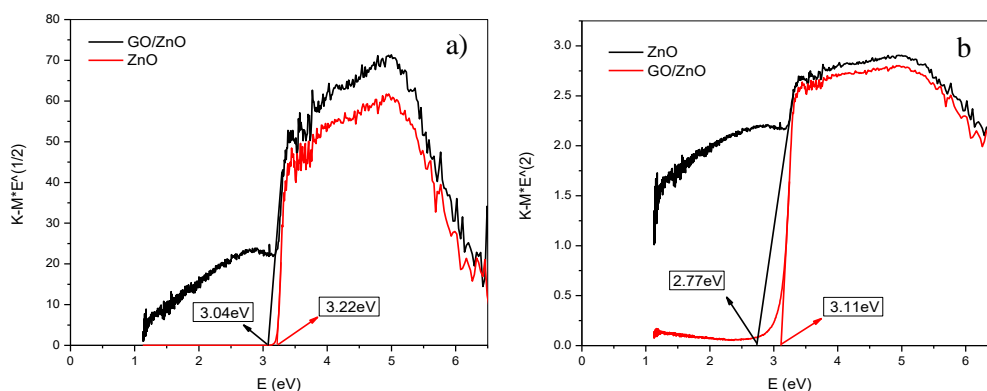 a)
GO/ZnO
ZnO
K-M*E^(1/2)
80
70
60
50
40
30
20
10
0
3.04eV
3.22eV
0 1 2 3 4 5 6
E (eV)
b
ZnO
GO/ZnO
K-M*E^(2)
3.0
2.5
2.0
1.5
1.0
0.5
0.0
2.77eV
3.11eV
0 1 2 3 4 5 6
E (eV)